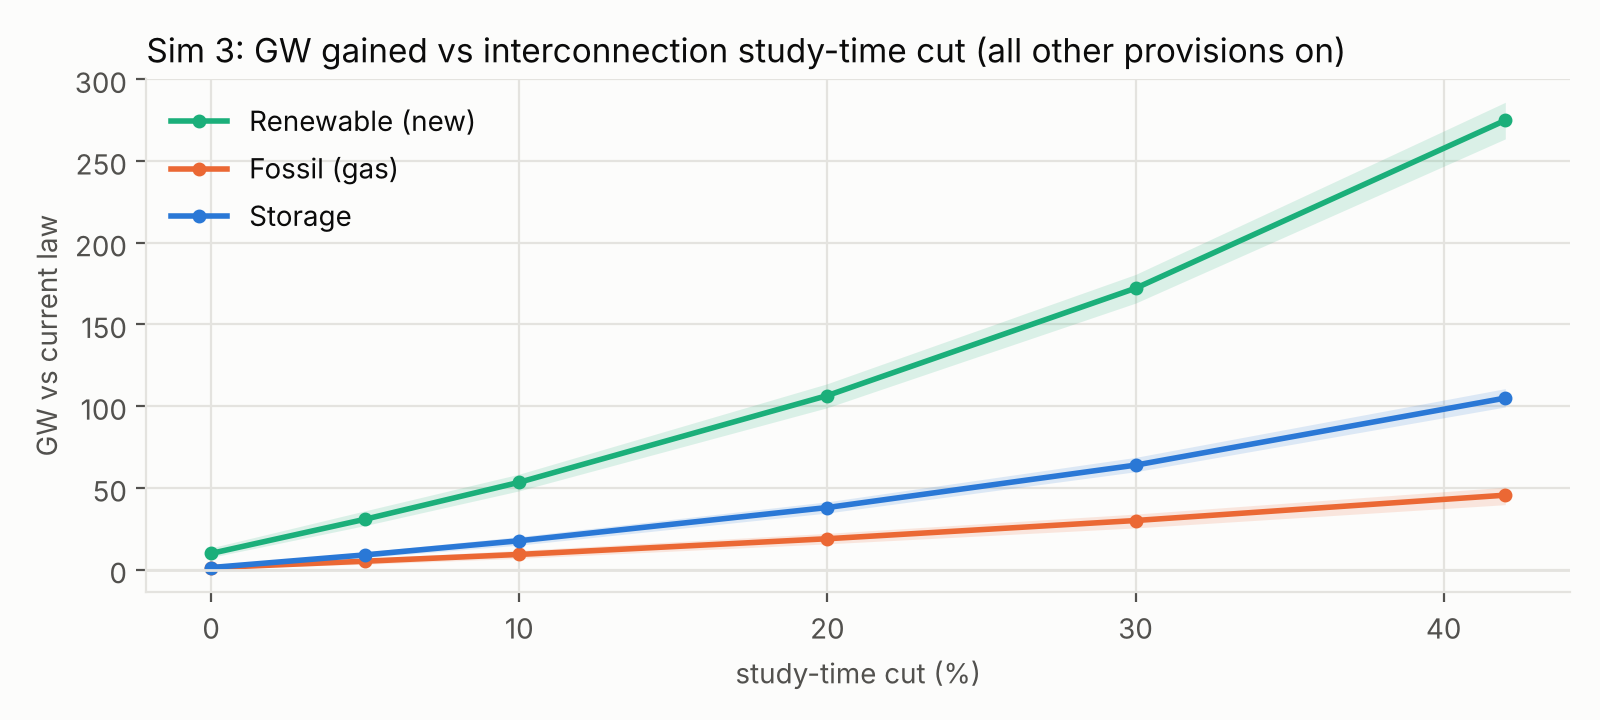 Sim 3: GW gained vs interconnection study-time cut (all other provisions on)
300
250
200
150
100
50
0
GW vs current law
Renewable (new)
Fossil (gas)
Storage
0 10 20 30 40
study-time cut (%)